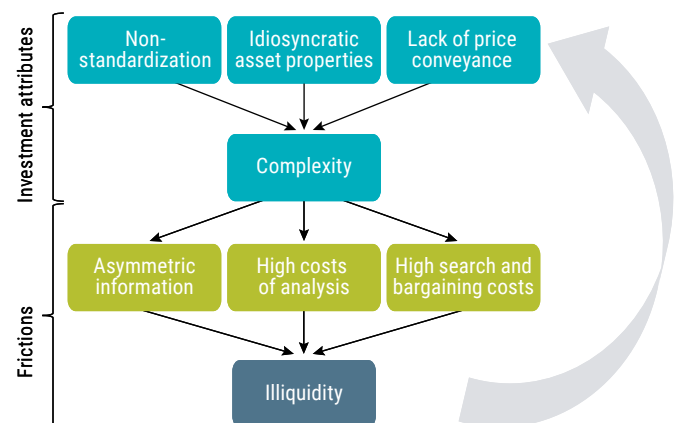 Investment attributes
Non-
standardization
Idiosyncratic
asset properties
Lack of price
conveyance
Complexity
Frictions
Asymmetric
information
High costs
of analysis
High search and
bargaining costs
Illiquidity